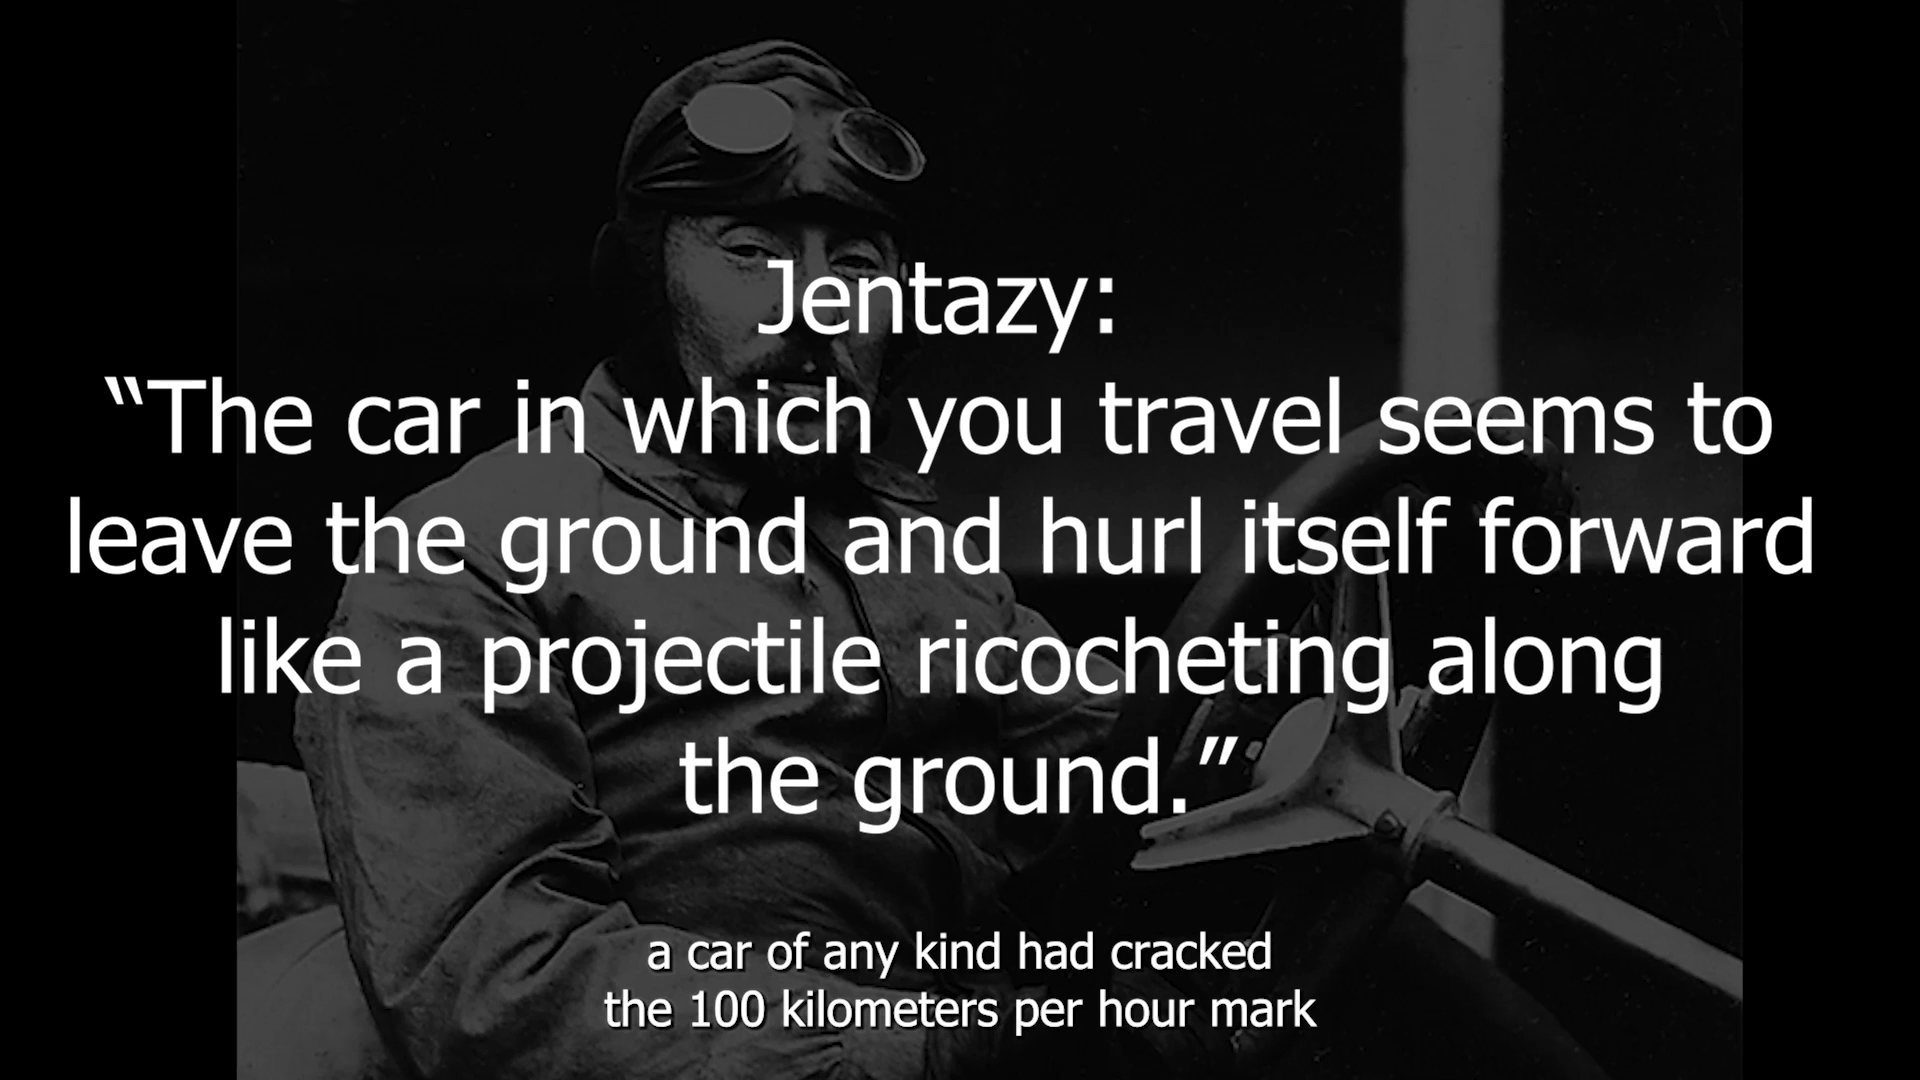 Jentazy:
“The car in which you travel seems to
leave the ground and hurl itself forward
like a projectile ricocheting along
the ground.”
a car of any kind had cracked
the 100 kilometers per hour mark